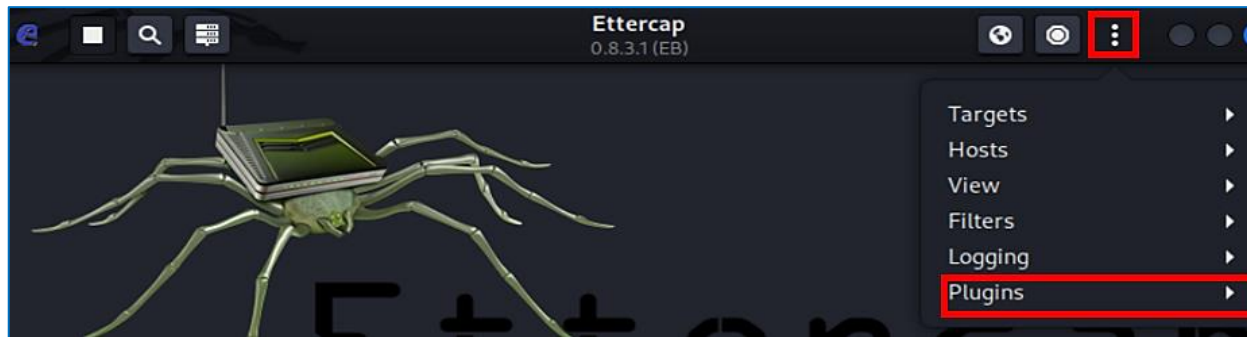 Ettercap
0.8.3.1 (EB)
Targets
Hosts
View
Filters
Logging
Plugins